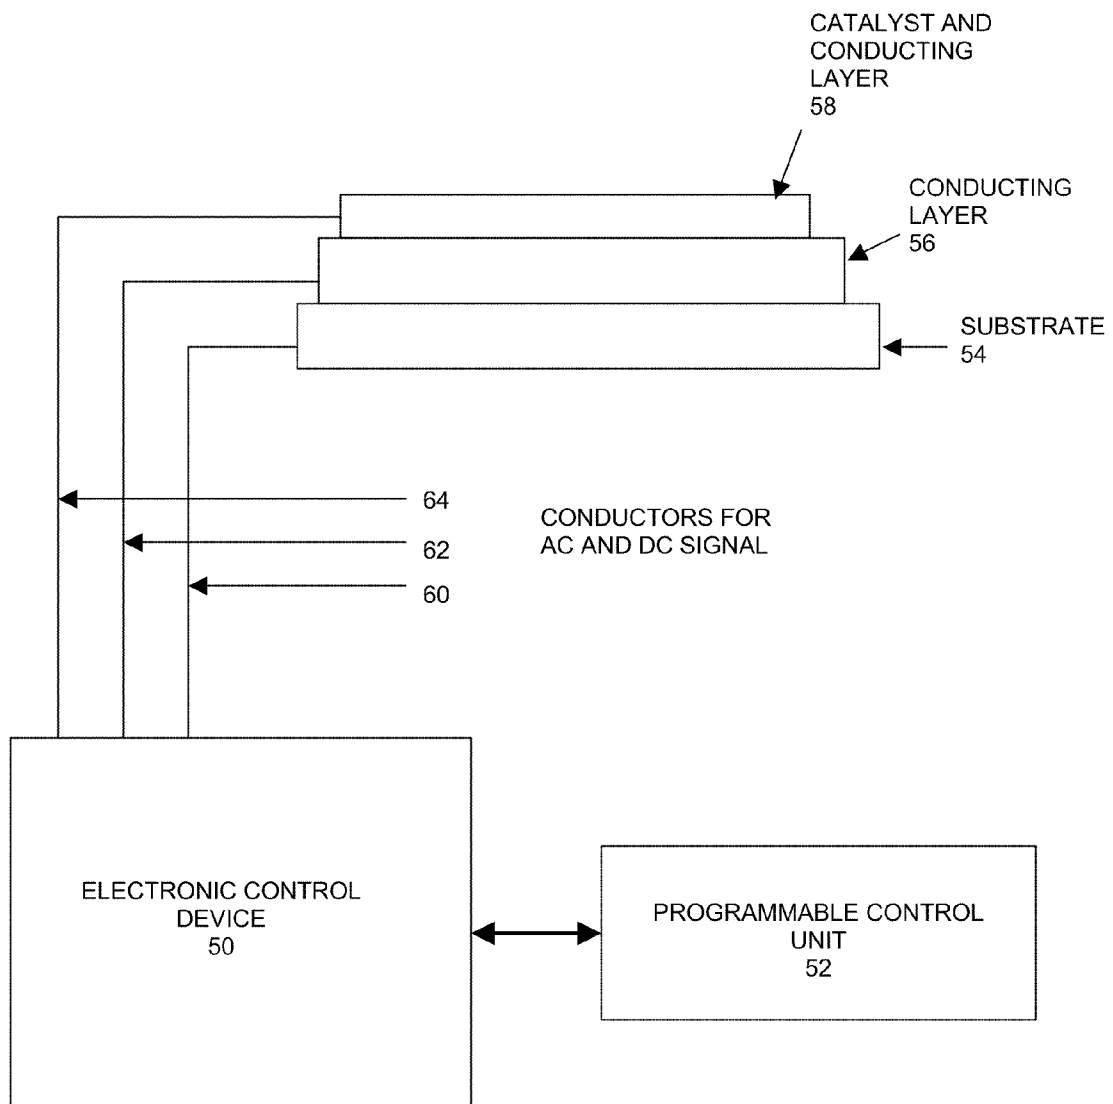 CATALYST AND
CONDUCTING
LAYER
58
CONDUCTING
LAYER
56
SUBSTRATE
54
64
62
60
CONDUCTORS FOR
AC AND DC SIGNAL
ELECTRONIC CONTROL
DEVICE
50
PROGRAMMABLE CONTROL
UNIT
52